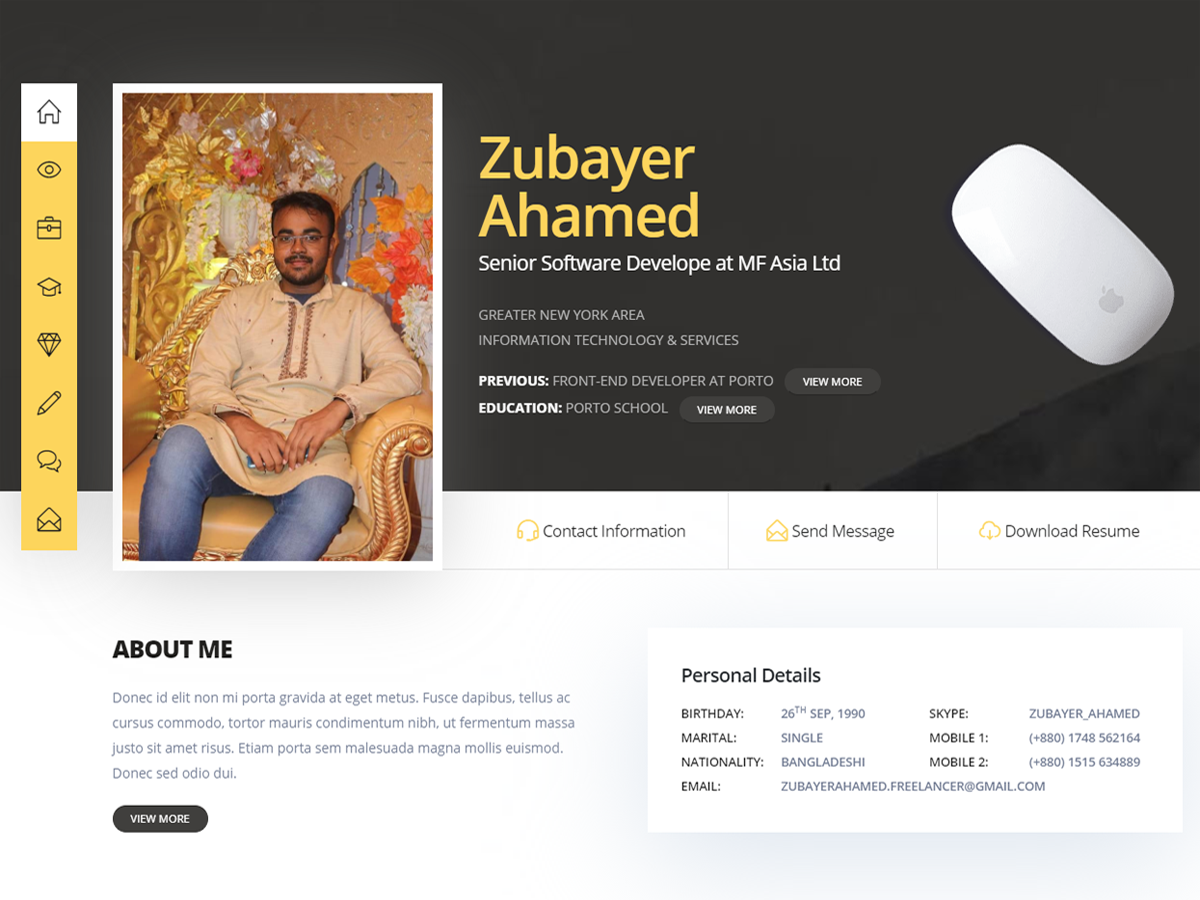 Zubayer
Ahamed
Senior Software Develope at MF Asia Ltd
GREATER NEW YORK AREA
INFORMATION TECHNOLOGY & SERVICES
PREVIOUS: FRONT-END DEVELOPER AT PORTO VIEW MORE
EDUCATION: PORTO SCHOOL VIEW MORE
Contact Information Send Message Download Resume
ABOUT ME
Donec id elit non mi porta gravida at eget metus. Fusce dapibus, tellus ac
cursus commodo, tortor mauris condimentum nibh, ut fermentum massa
justo sit amet risus. Etiam porta sem malesuada magna mollis euismod.
Donec sed odio dui.
VIEW MORE
Personal Details
BIRTHDAY: 26TH SEP, 1990 SKYPE: ZUBAYER_AHAMED
MARITAL: SINGLE MOBILE 1: (+880) 1748 562164
NATIONALITY: BANGLADESHI MOBILE 2: (+880) 1515 634889
EMAIL: ZUBAYERAHAMED.FREELANCER@GMAIL.COM